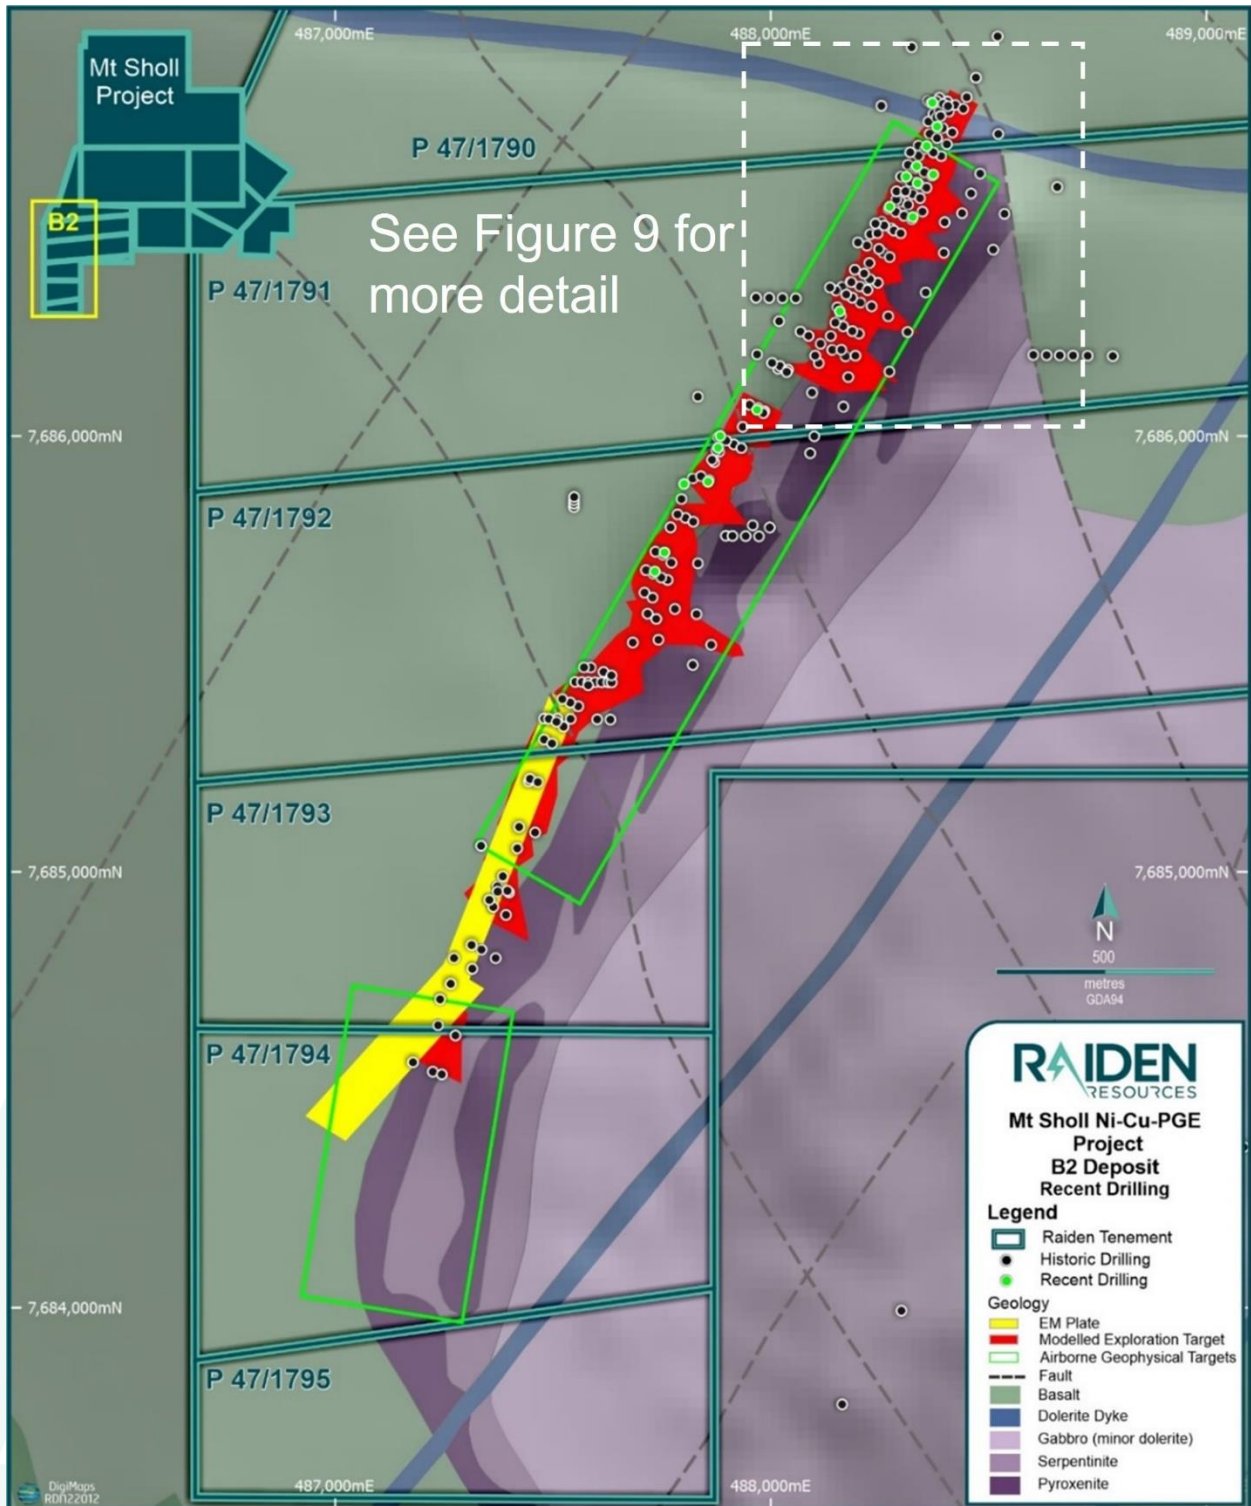 487,000mE
488,000mE
489,000mE
Mt Sholl
Project
B2
P 47/1790
See Figure 9 for
more detail
P 47/1791
7,686,000mN
7,686,000mN
P 47/1792
P 47/1793
7,685,000mN
7,685,000mN
N
500
metres
GDA94
P 47/1794
7,684,000mN
P 47/1795
487,000mE
488,000mE
DigiMaps
RDN22012
RAIDEN
RESOURCES
Mt Sholl Ni-Cu-PGE
Project
B2 Deposit
Recent Drilling
Legend
Raiden Tenement
Historic Drilling
Recent Drilling
Geology
EM Plate
Modelled Exploration Target
Airborne Geophysical Targets
Fault
Basalt
Dolerite Dyke
Gabbro (minor dolerite)
Serpentinite
Pyroxenite